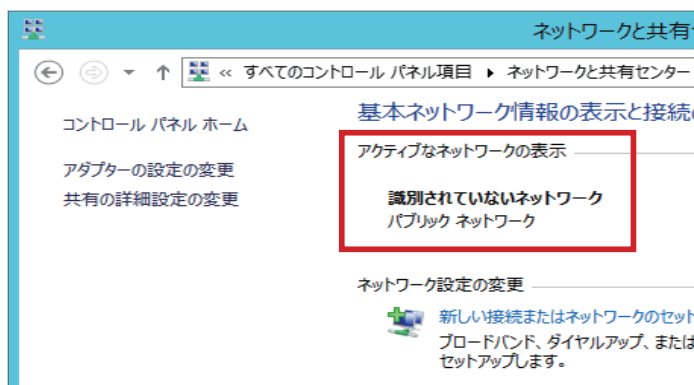 ネットワークと共有
« すべてのコントロール パネル項目 ▸ ネットワークと共有センター
コントロール パネル ホーム
アダプターの設定の変更
共有の詳細設定の変更
基本ネットワーク情報の表示と接続
アクティブなネットワークの表示
識別されていないネットワーク
パブリック ネットワーク
ネットワーク設定の変更
新しい接続またはネットワークのセット
ブロードバンド、ダイヤルアップ、または
セットアップします。